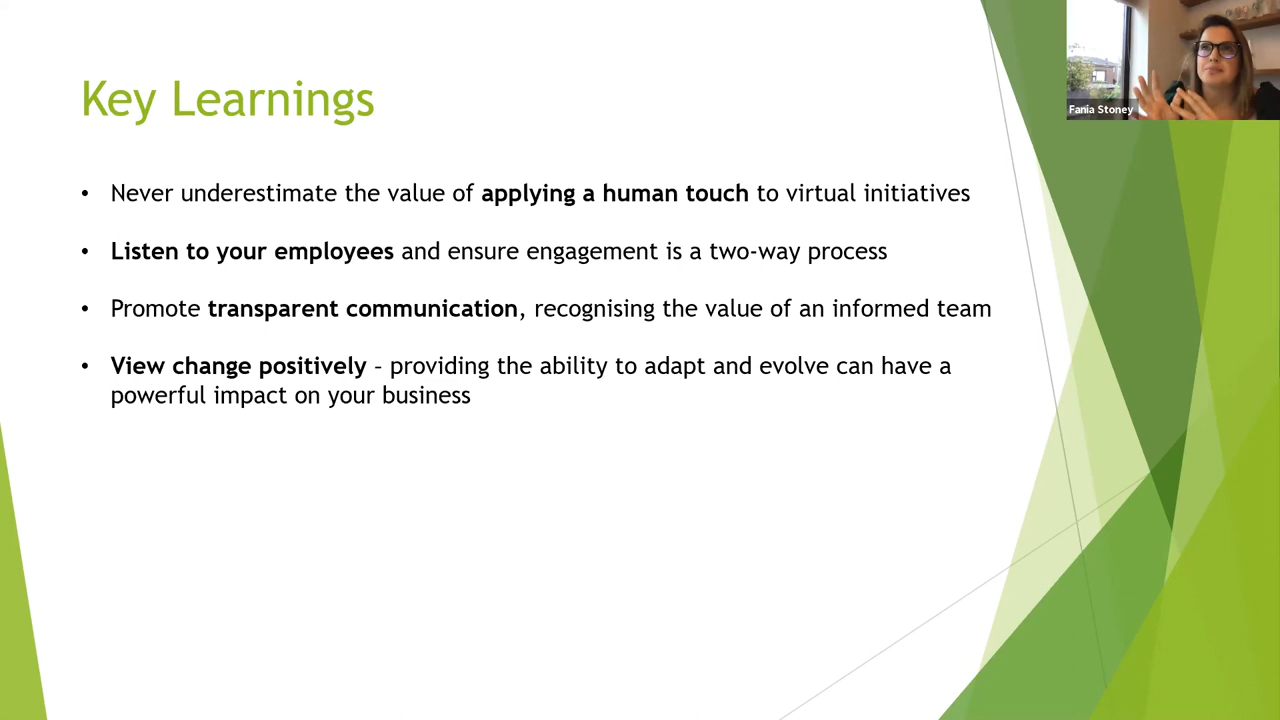 Key Learnings
Fania Stoney
• Never underestimate the value of applying a human touch to virtual initiatives
• Listen to your employees and ensure engagement is a two-way process
• Promote transparent communication, recognising the value of an informed team
• View change positively – providing the ability to adapt and evolve can have a
powerful impact on your business